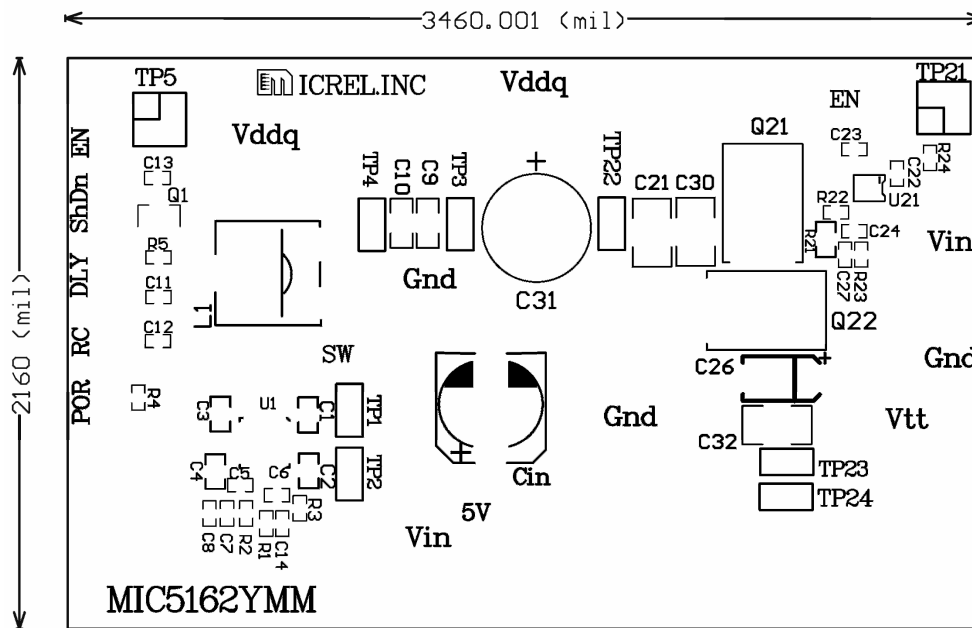 3460.001 (mil)
2160 (mil)
TP5
ICREL.INC
Vddq
TP21
EN
Vddq
Q21
C23
EN
C13
TP4
C10
C9
TP3
TP22
C21
C30
R24
C22
U21
Q1
ShDn
R22
R21
C24
Vin
R5
DLY
C11
L1
Gnd
C31
C27
R23
C12
RC
SW
Q22
C26
Gnd
POR
R4
C3
U1
C1
TP1
Gnd
Vtt
C32
C4
C5
C6
C2
TP2
Cin
TP23
TP24
5V
C8
C7
R2
R1
C14
R3
Vin
MIC5162YMM